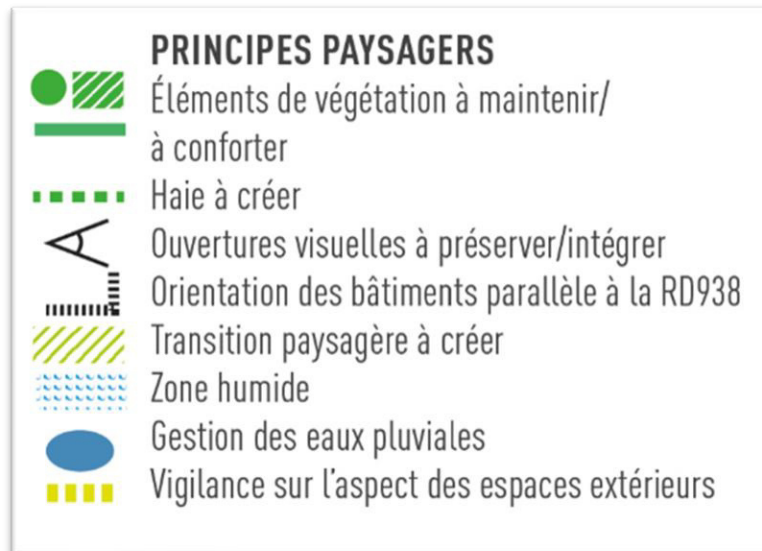 PRINCIPES PAYSAGERS
Éléments de végétation à maintenir/
à conforter
Haie à créer
Ouvertures visuelles à préserver/intégrer
Orientation des bâtiments parallèle à la RD938
Transition paysagère à créer
Zone humide
Gestion des eaux pluviales
Vigilance sur l'aspect des espaces extérieurs